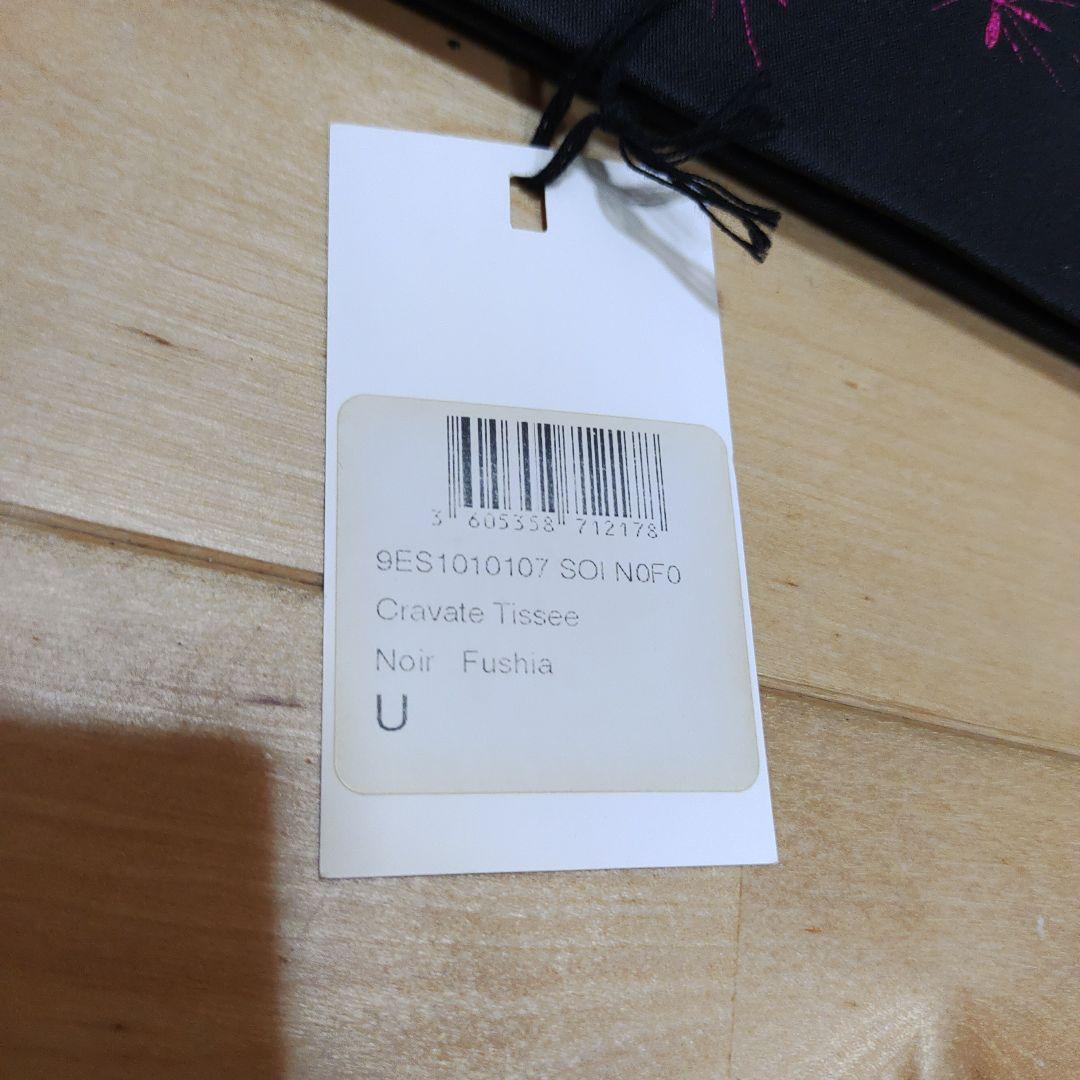 3 605358 712178
9ES1010107 SOI N0F0
Cravate Tissee
Noir Fushia
U